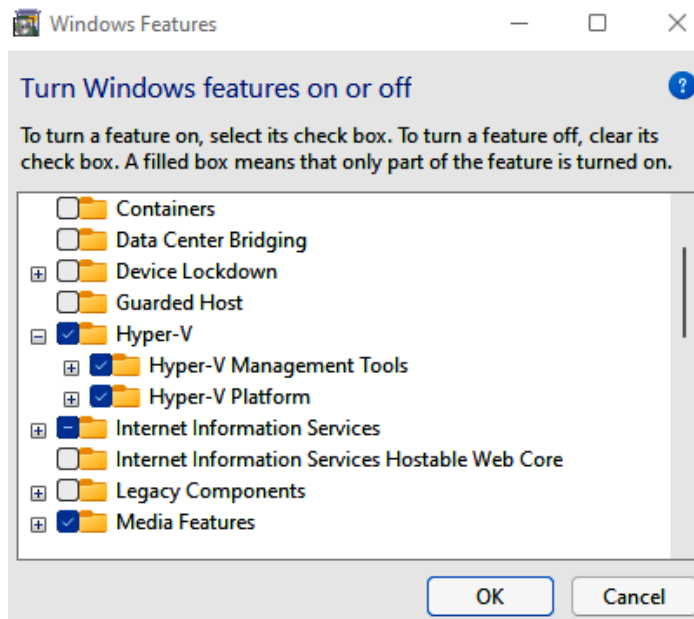 Windows Features
Turn Windows features on or off
?
To turn a feature on, select its check box. To turn a feature off, clear its
check box. A filled box means that only part of the feature is turned on.
Containers
Data Center Bridging
Device Lockdown
Guarded Host
Hyper-V
Hyper-V Management Tools
Hyper-V Platform
Internet Information Services
Internet Information Services Hostable Web Core
Legacy Components
Media Features
OK
Cancel